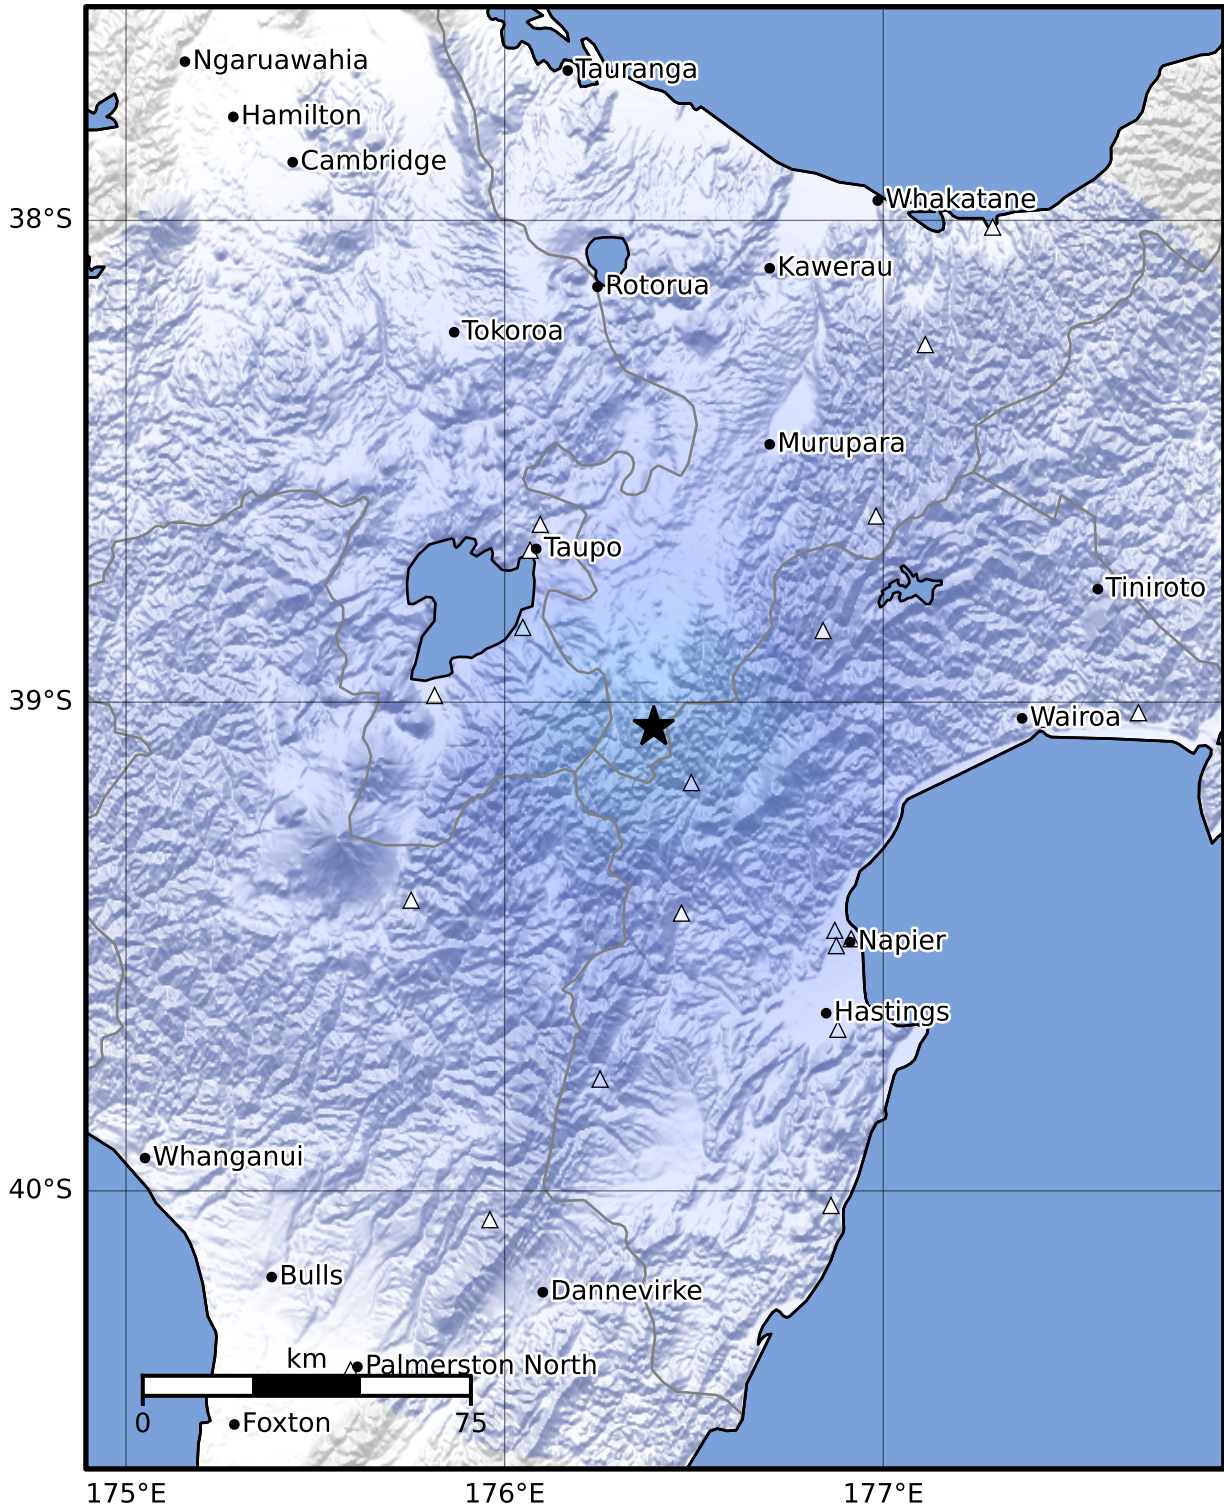 Ngaruawahia
Tauranga
Hamilton
Cambridge
Whakatane
38°S
Kawerau
Rotorua
Tokoroa
Murupara
Taupo
Tiniroto
39°S
Wairoa
Napier
Hastings
Whanganui
40°S
Bulls
Dannevirke
km
Palmerston North
0
75
Foxton
175°E
176°E
177°E